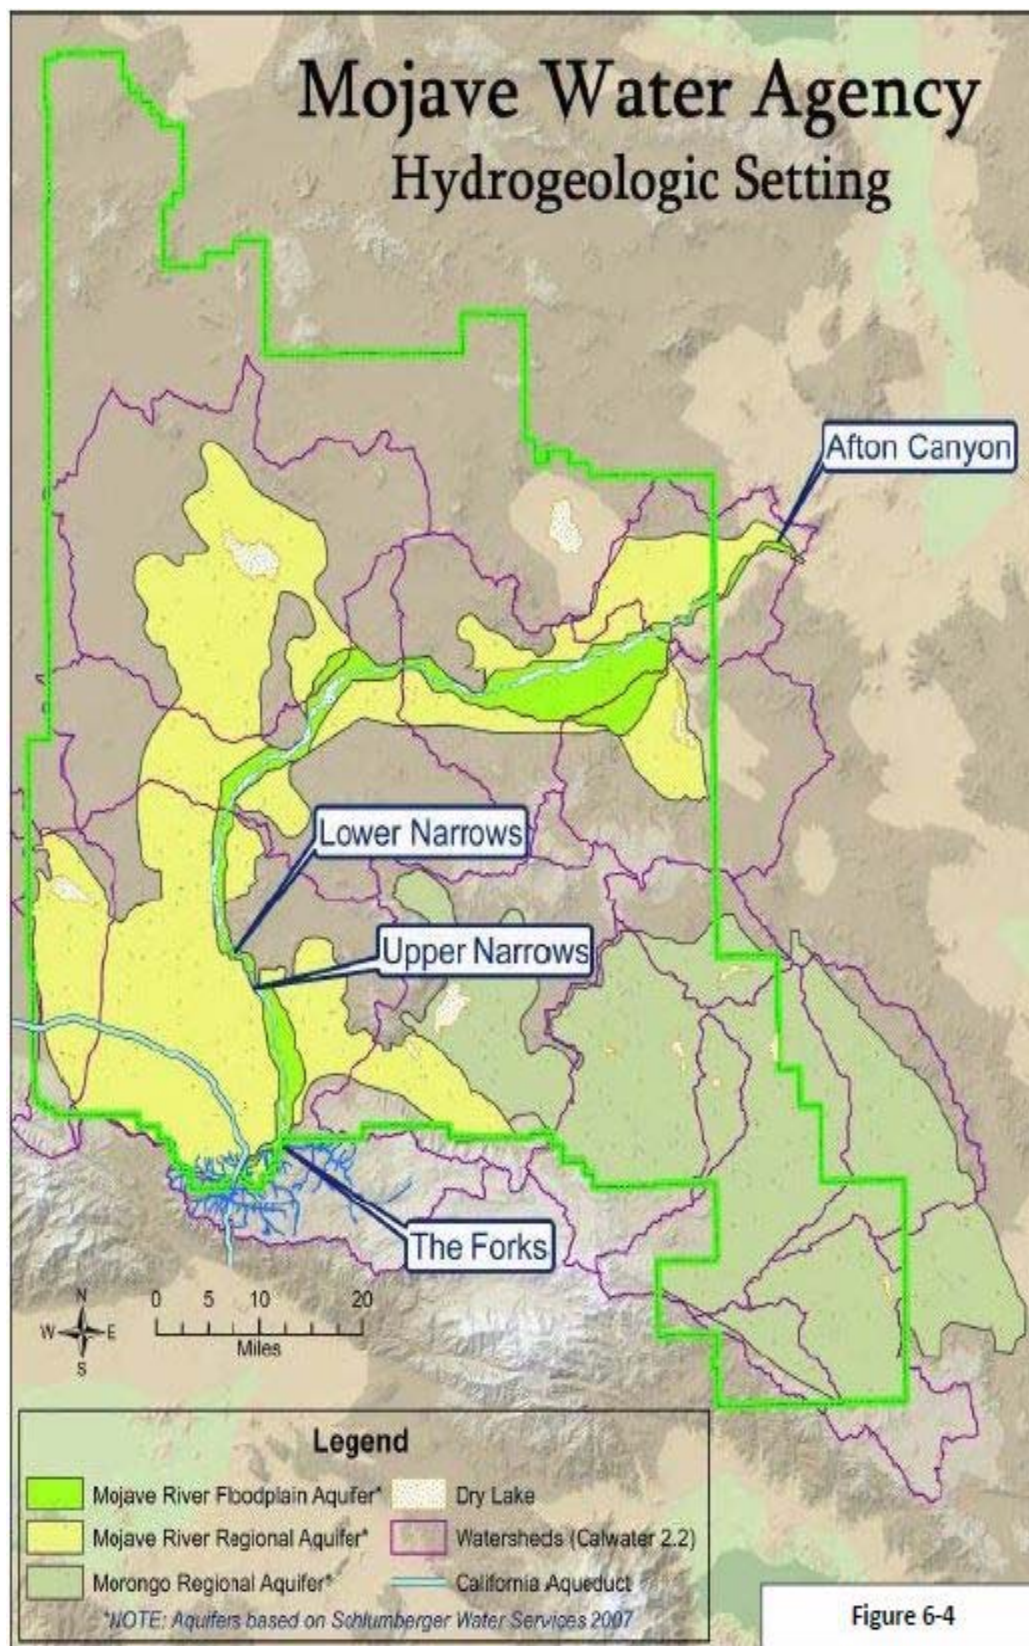 Mojave Water Agency
Hydrogeologic Setting
Afton Canyon
Lower Narrows
Upper Narrows
The Forks
N
W E
S
0 5 10 20
Miles
Legend
Mojave River Floodplain Aquifer*
Mojave River Regional Aquifer*
Morongo Regional Aquifer*
Dry Lake
Watersheds (Calwater 2.2)
California Aqueduct
*NOTE: Aquifers based on Schlumberger Water Services 2007
Figure 6-4